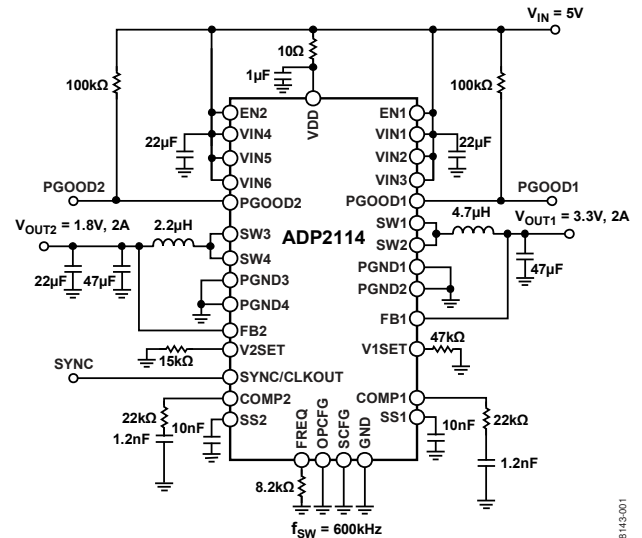 V_IN = 5V
10Ω
1µF
100kΩ
100kΩ
VDD
EN2
EN1
VIN4
VIN1
22µF
22µF
VIN5
VIN2
VIN6
VIN3
PGOOD2
PGOOD2
PGOOD1
PGOOD1
V_OUT2 = 1.8V, 2A
2.2µH
SW3
ADP2114
SW1
4.7µH
V_OUT1 = 3.3V, 2A
SW4
SW2
22µF
47µF
PGND3
PGND1
47µF
PGND4
PGND2
FB2
FB1
15kΩ
V2SET
V1SET
47kΩ
SYNC
SYNC/CLKOUT
COMP2
COMP1
22kΩ
22kΩ
1.2nF
10nF
SS2
SS1
10nF
1.2nF
FREQ
OPCFG
SCFG
GND
8.2kΩ
f_SW = 600kHz
8143-001